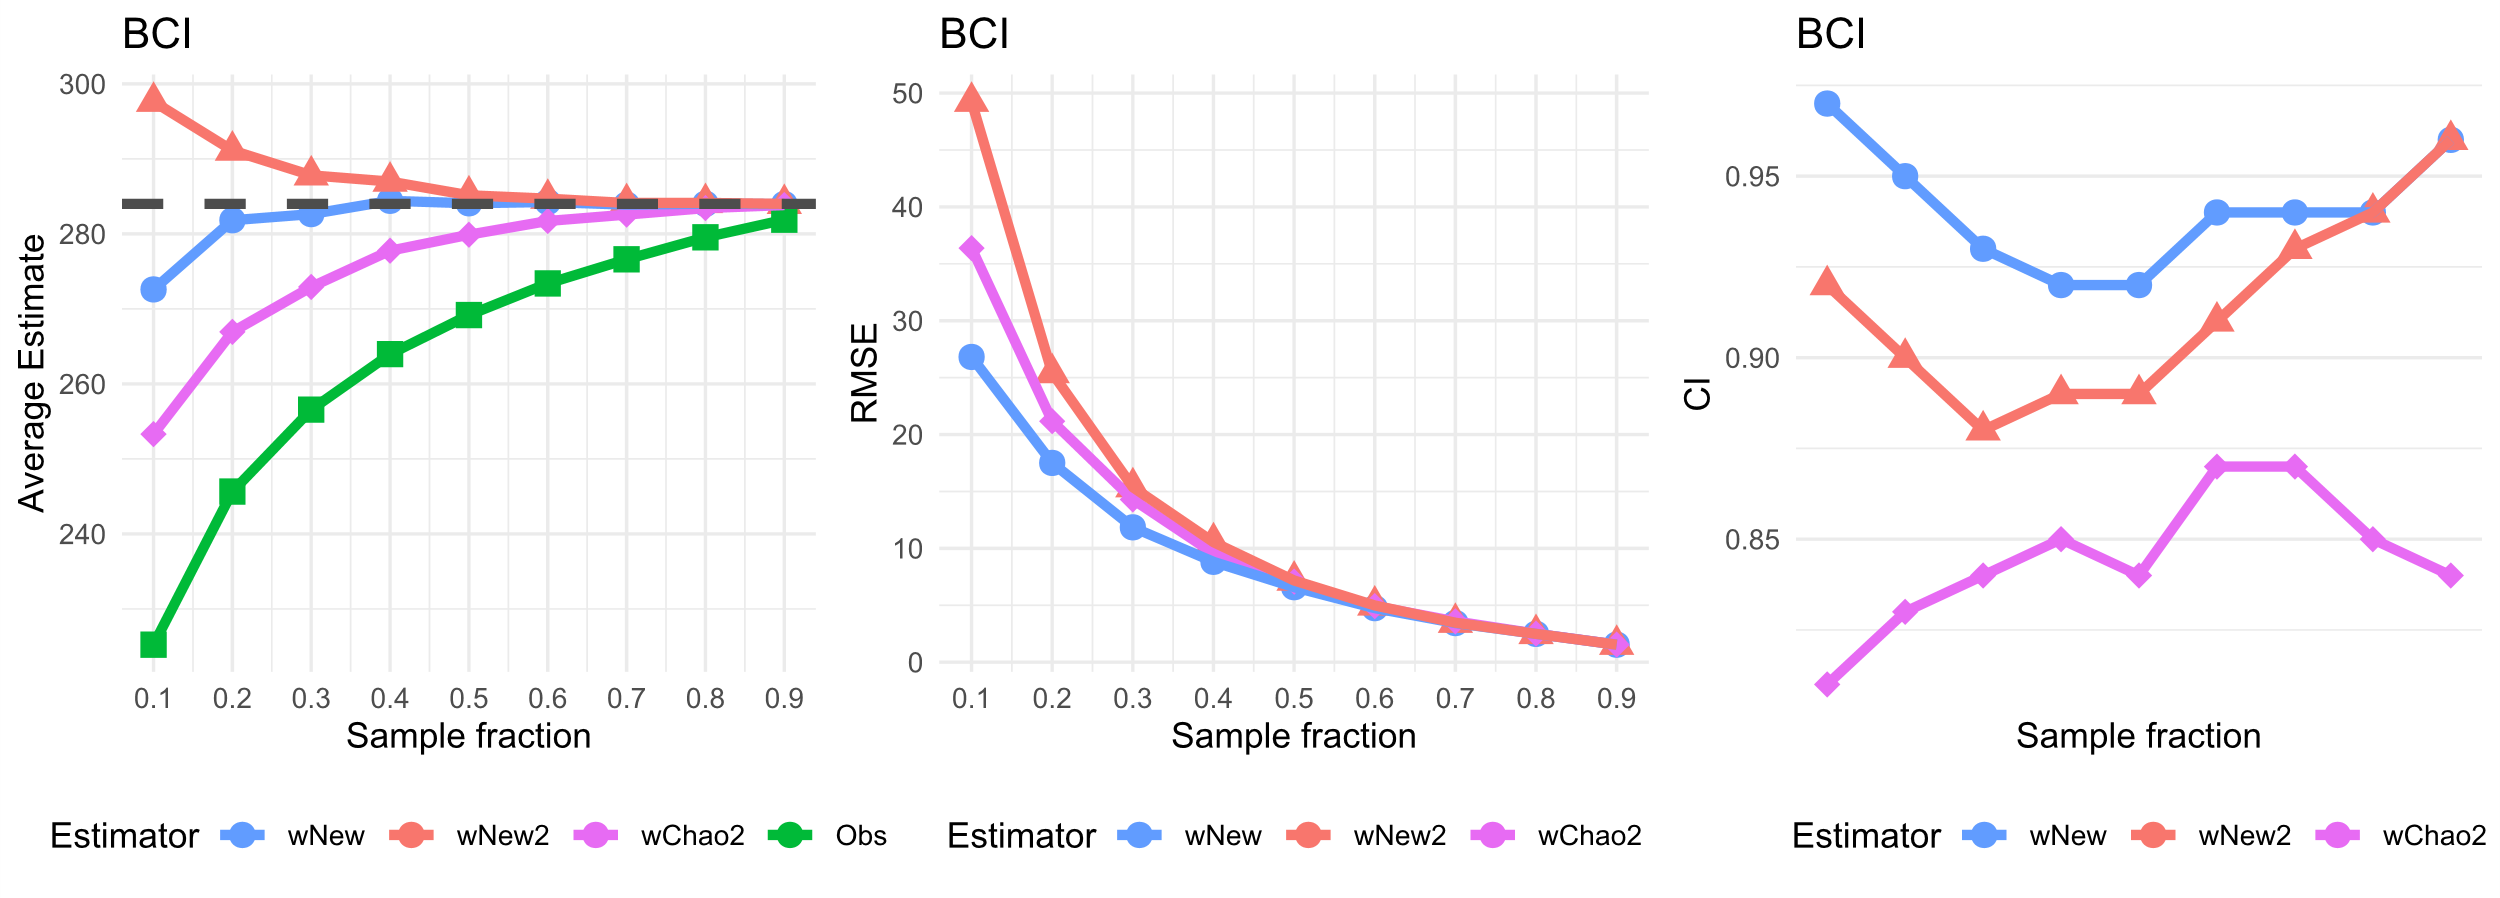 BCI
Average Estimate
300
280
260
240
0.1 0.2 0.3 0.4 0.5 0.6 0.7 0.8 0.9
Sample fraction
Estimator wNew wNew2 wChao2 Obs
BCI
RMSE
50
40
30
20
10
0
0.1 0.2 0.3 0.4 0.5 0.6 0.7 0.8 0.9
Sample fraction
Estimator wNew wNew2 wChao2
BCI
CI
0.95
0.90
0.85
Sample fraction
Estimator wNew wNew2 wChao2